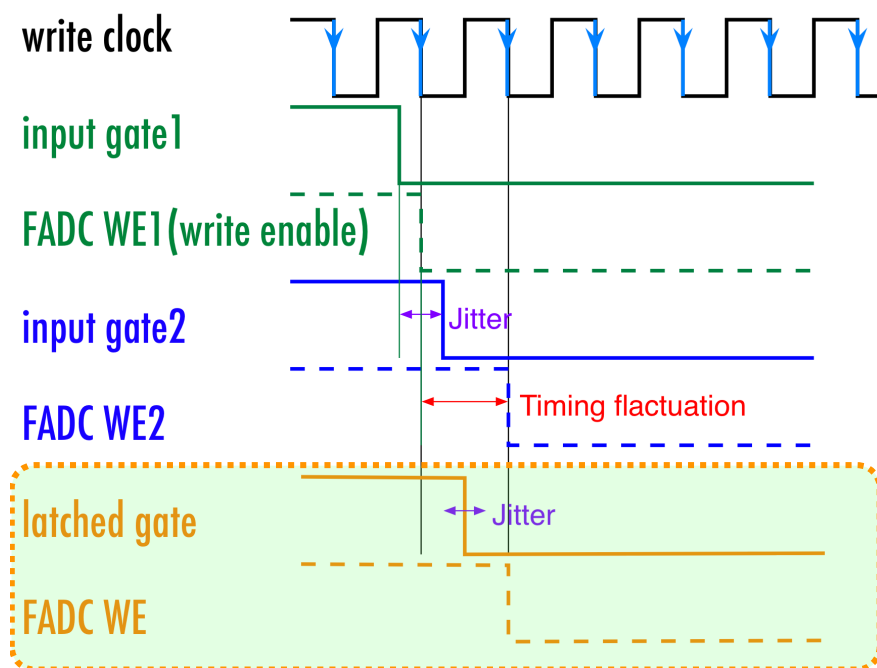 write clock
input gate1
FADC WE1(write enable)
input gate2
Jitter
Timing flactuation
FADC WE2
latched gate
Jitter
FADC WE